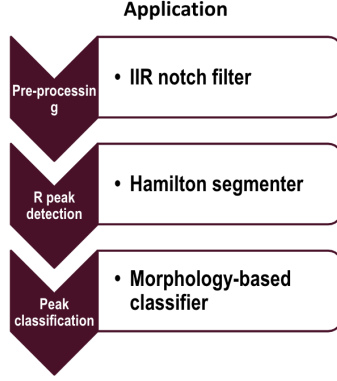 Application
Pre-processin
g
• IIR notch filter
R peak
detection
• Hamilton segmenter
Peak
classification
• Morphology-based
classifier